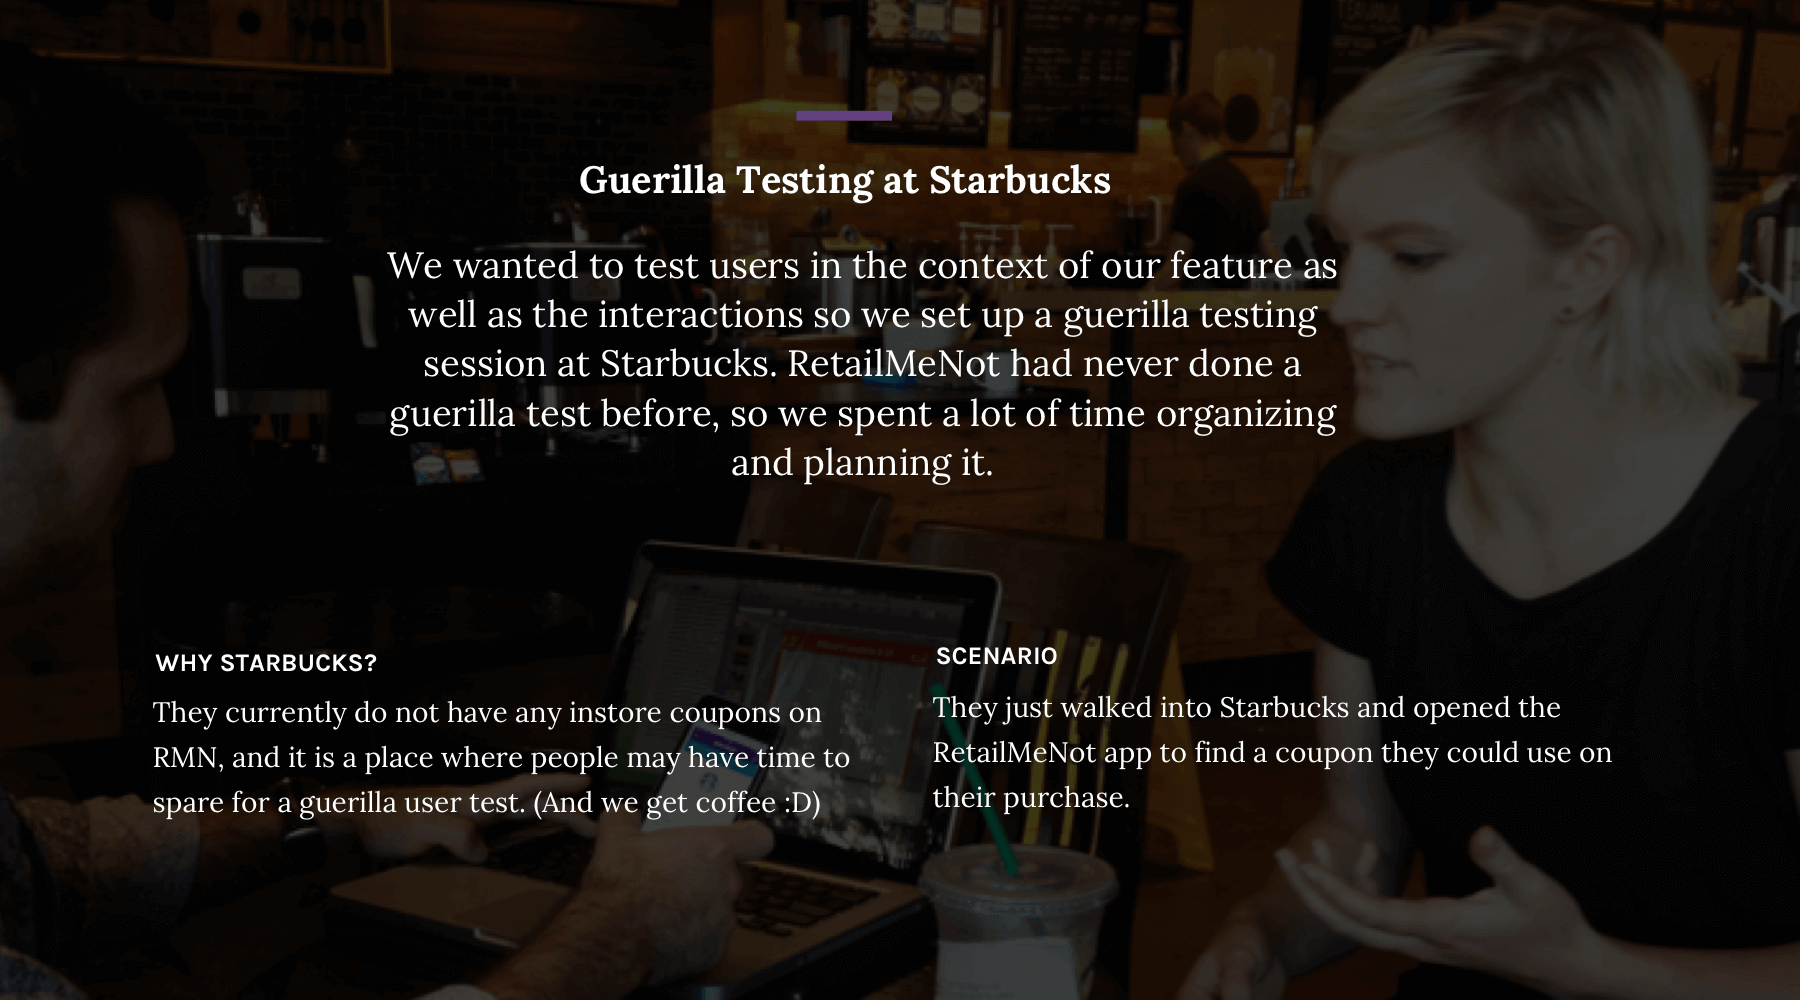 Guerilla Testing at Starbucks
We wanted to test users in the context of our feature as
well as the interactions so we set up a guerilla testing
session at Starbucks. RetailMeNot had never done a
guerilla test before, so we spent a lot of time organizing
and planning it.
WHY STARBUCKS?
They currently do not have any instore coupons on
RMN, and it is a place where people may have time to
spare for a guerilla user test. (And we get coffee :D)
SCENARIO
They just walked into Starbucks and opened the
RetailMeNot app to find a coupon they could use on
their purchase.